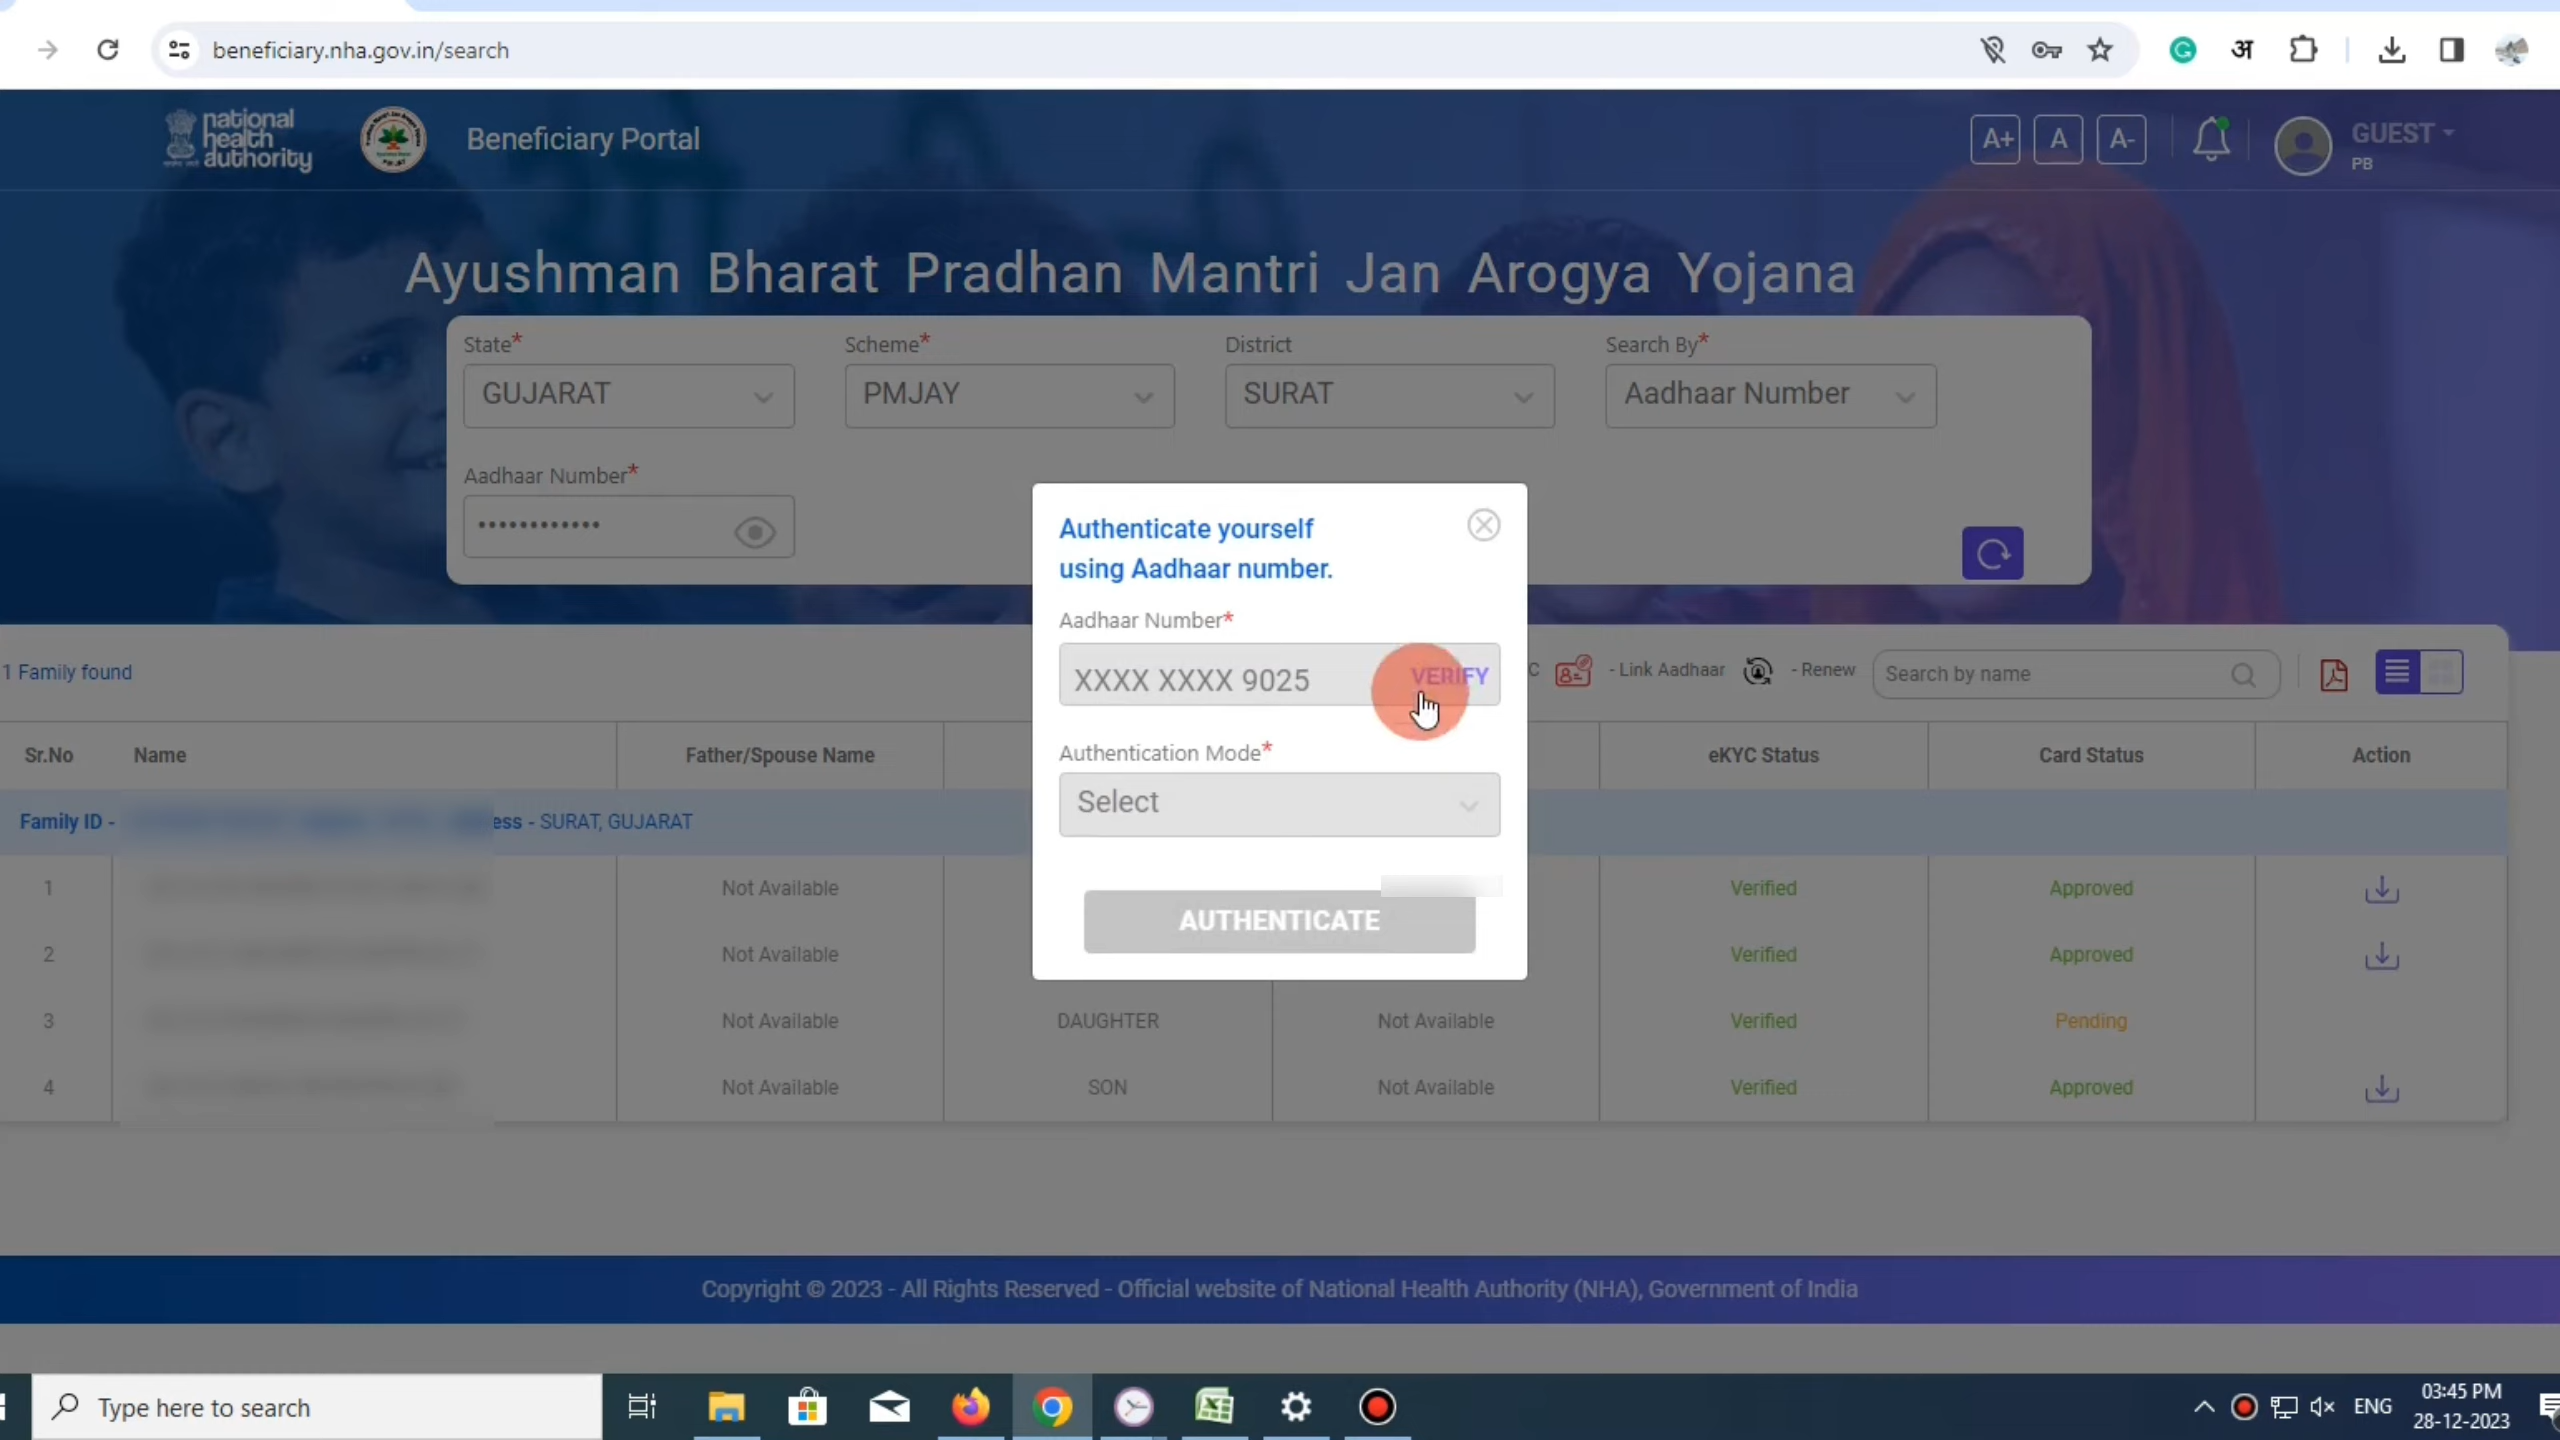 beneficiary.nha.gov.in/search
अ
national
health
authority
Beneficiary Portal
A+ A A-
GUEST
PB
Ayushman Bharat Pradhan Mantri Jan Arogya Yojana
State* Scheme* District Search By*
GUJARAT PMJAY SURAT Aadhaar Number
Aadhaar Number*
••••••••••••
Authenticate yourself
using Aadhaar number.
Aadhaar Number*
XXXX XXXX 9025 VERIFY
Authentication Mode*
Select
AUTHENTICATE
1 Family found C - Link Aadhaar - Renew Search by name
Sr.No Name Father/Spouse Name eKYC Status Card Status Action
Family ID - ess - SURAT, GUJARAT
1 Not Available Verified Approved
2 Not Available Verified Approved
3 Not Available DAUGHTER Not Available Verified Pending
4 Not Available SON Not Available Verified Approved
Copyright © 2023 - All Rights Reserved - Official website of National Health Authority (NHA), Government of India
Type here to search
ENG
03:45 PM
28-12-2023